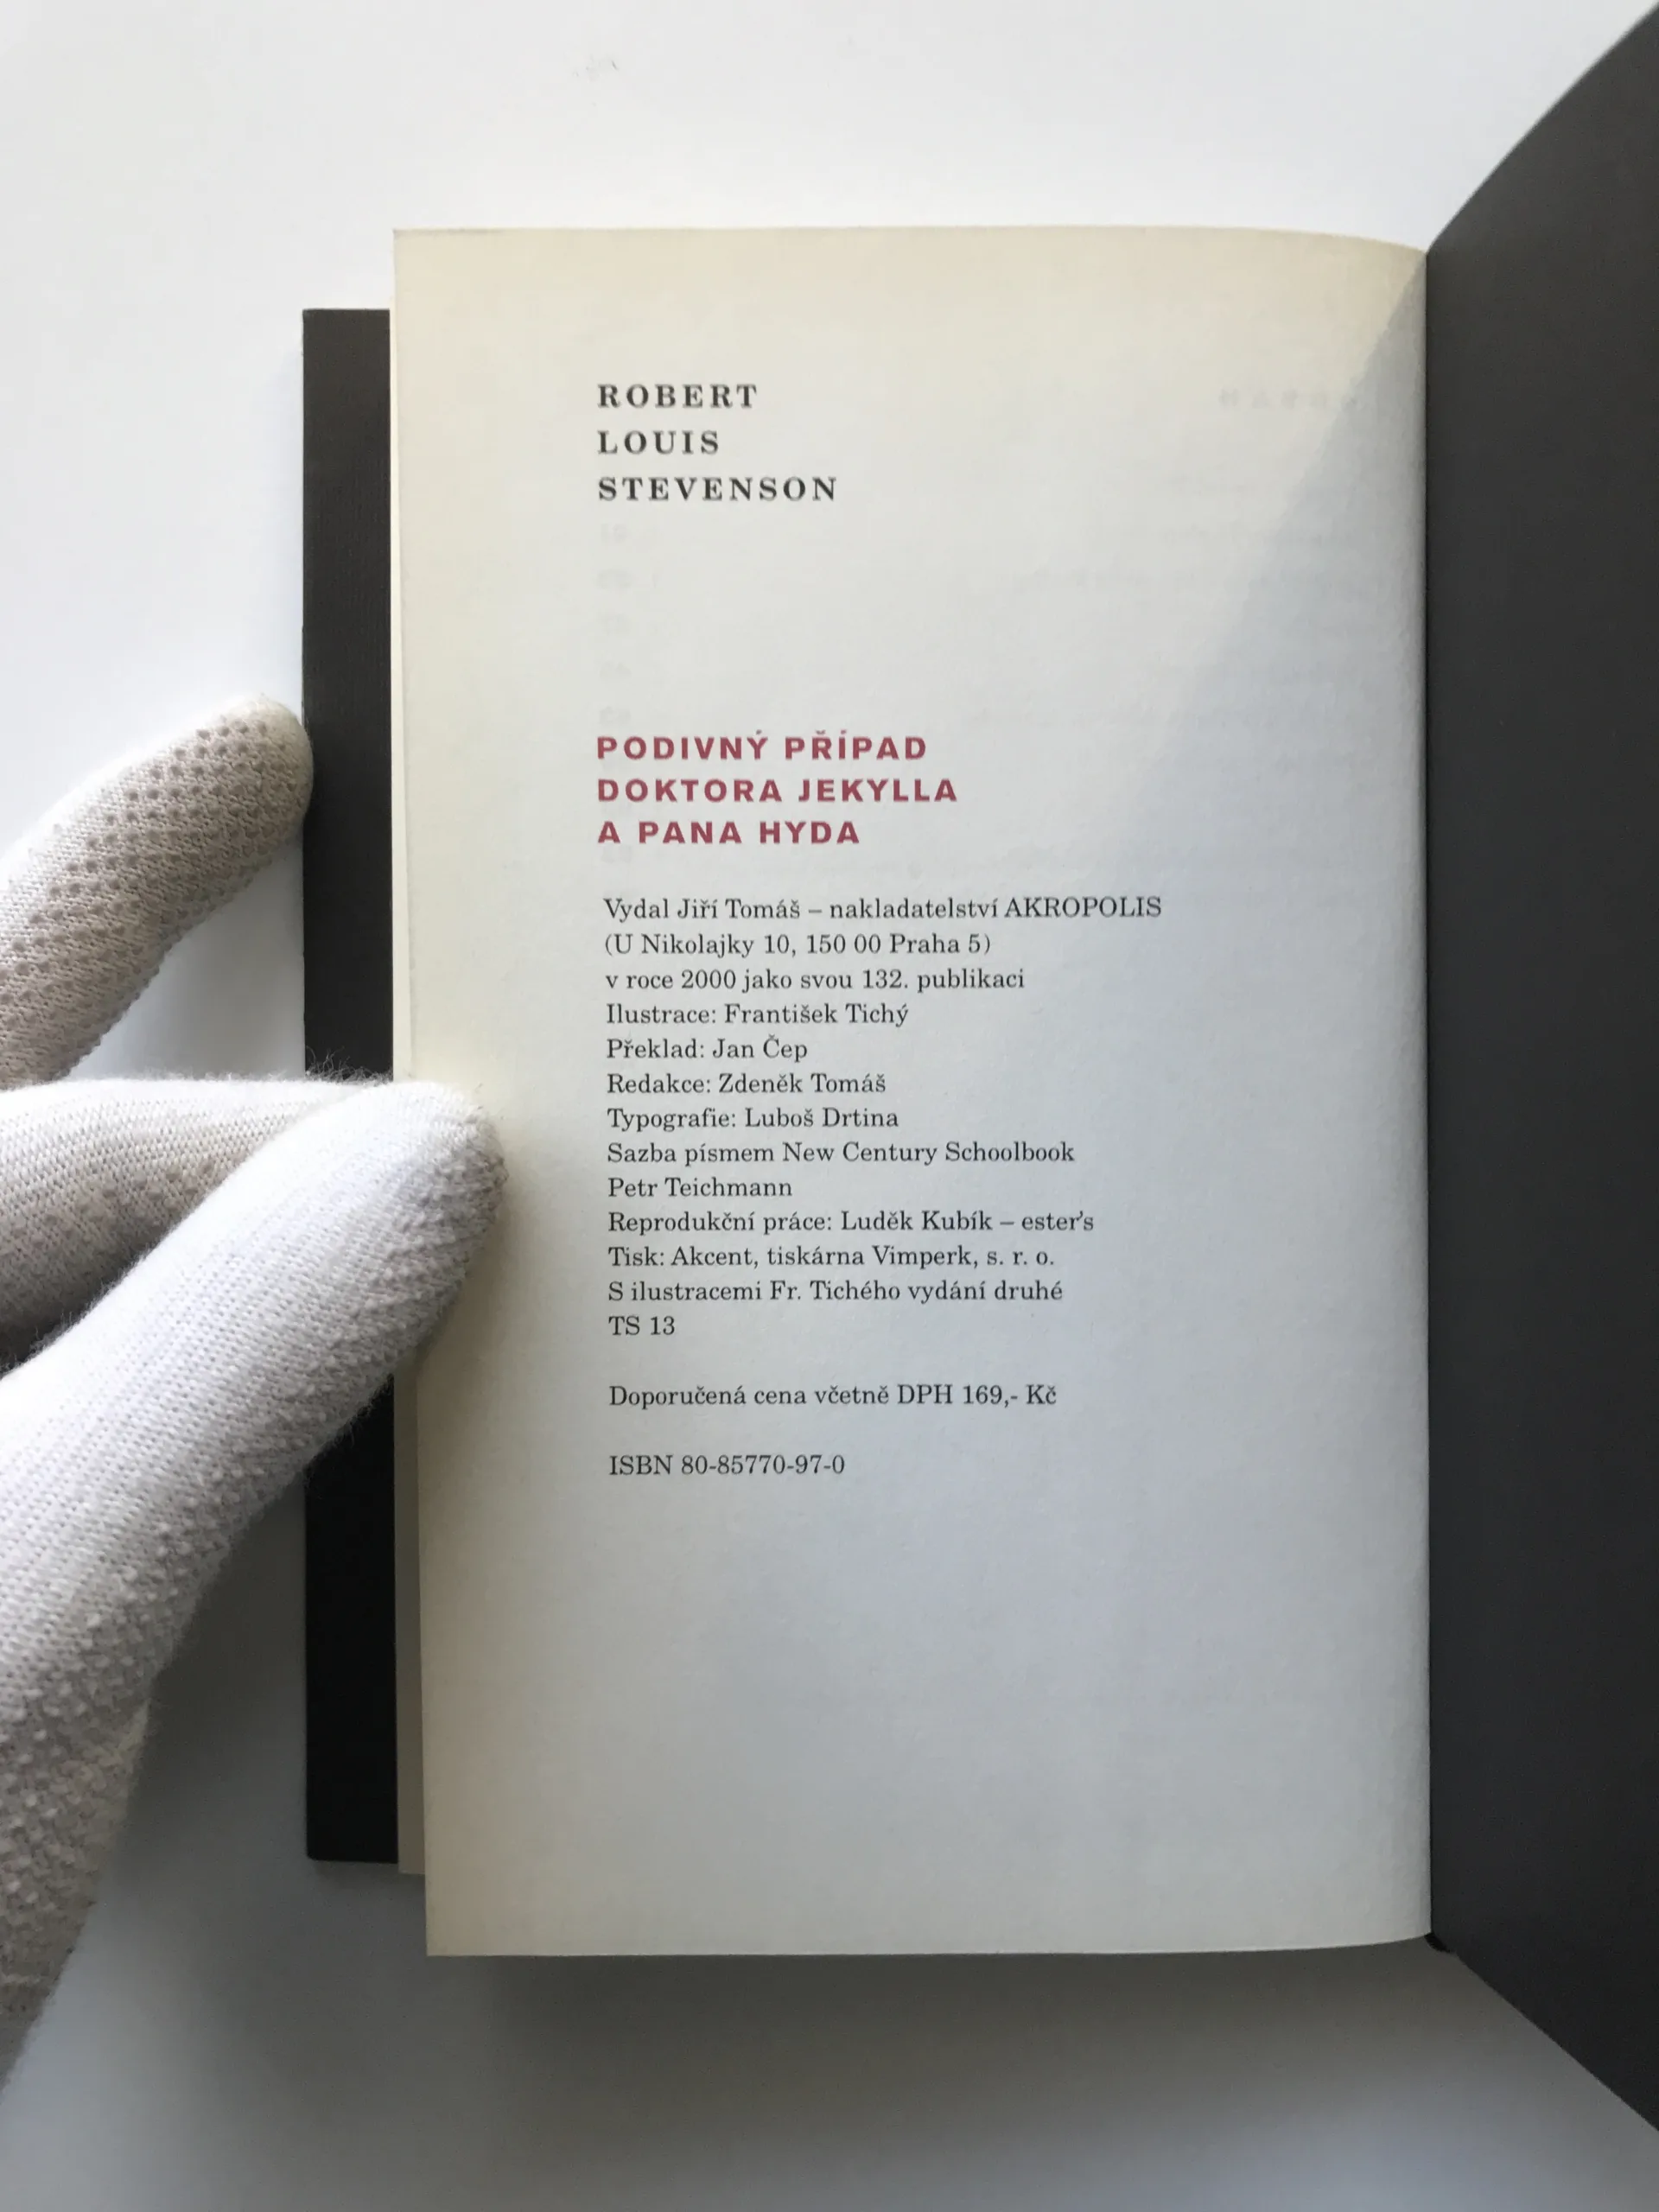 ROBERT
LOUIS
STEVENSON
PODIVNÝ PŘÍPAD
DOKTORA JEKYLLA
A PANA HYDA
Vydal Jiří Tomáš – nakladatelství AKROPOLIS
(U Nikolajky 10, 150 00 Praha 5)
v roce 2000 jako svou 132. publikaci
Ilustrace: František Tichý
Překlad: Jan Čep
Redakce: Zdeněk Tomáš
Typografie: Luboš Drtina
Sazba písmem New Century Schoolbook
Petr Teichmann
Reprodukční práce: Luděk Kubík – ester's
Tisk: Akcent, tiskárna Vimperk, s. r. o.
S ilustracemi Fr. Tichého vydání druhé
TS 13
Doporučená cena včetně DPH 169,- Kč
ISBN 80-85770-97-0